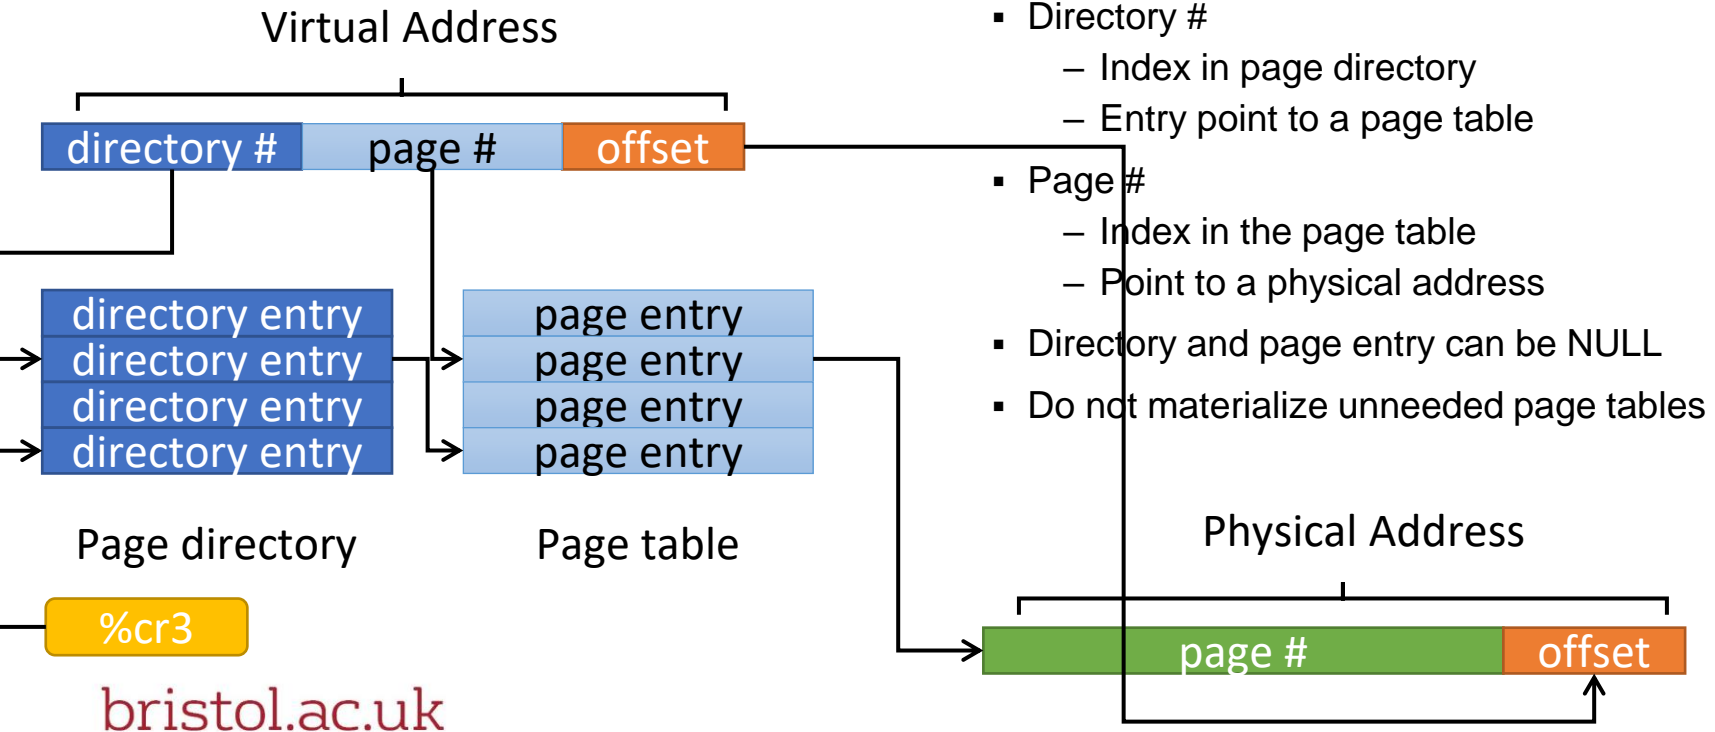 Virtual Address
directory #
page #
offset
directory entry
directory entry
directory entry
directory entry
Page directory
page entry
page entry
page entry
page entry
Page table
%cr3
bristol.ac.uk
▪ Directory #
– Index in page directory
– Entry point to a page table
▪ Page #
– Index in the page table
– Point to a physical address
▪ Directory and page entry can be NULL
▪ Do not materialize unneeded page tables
Physical Address
page #
offset